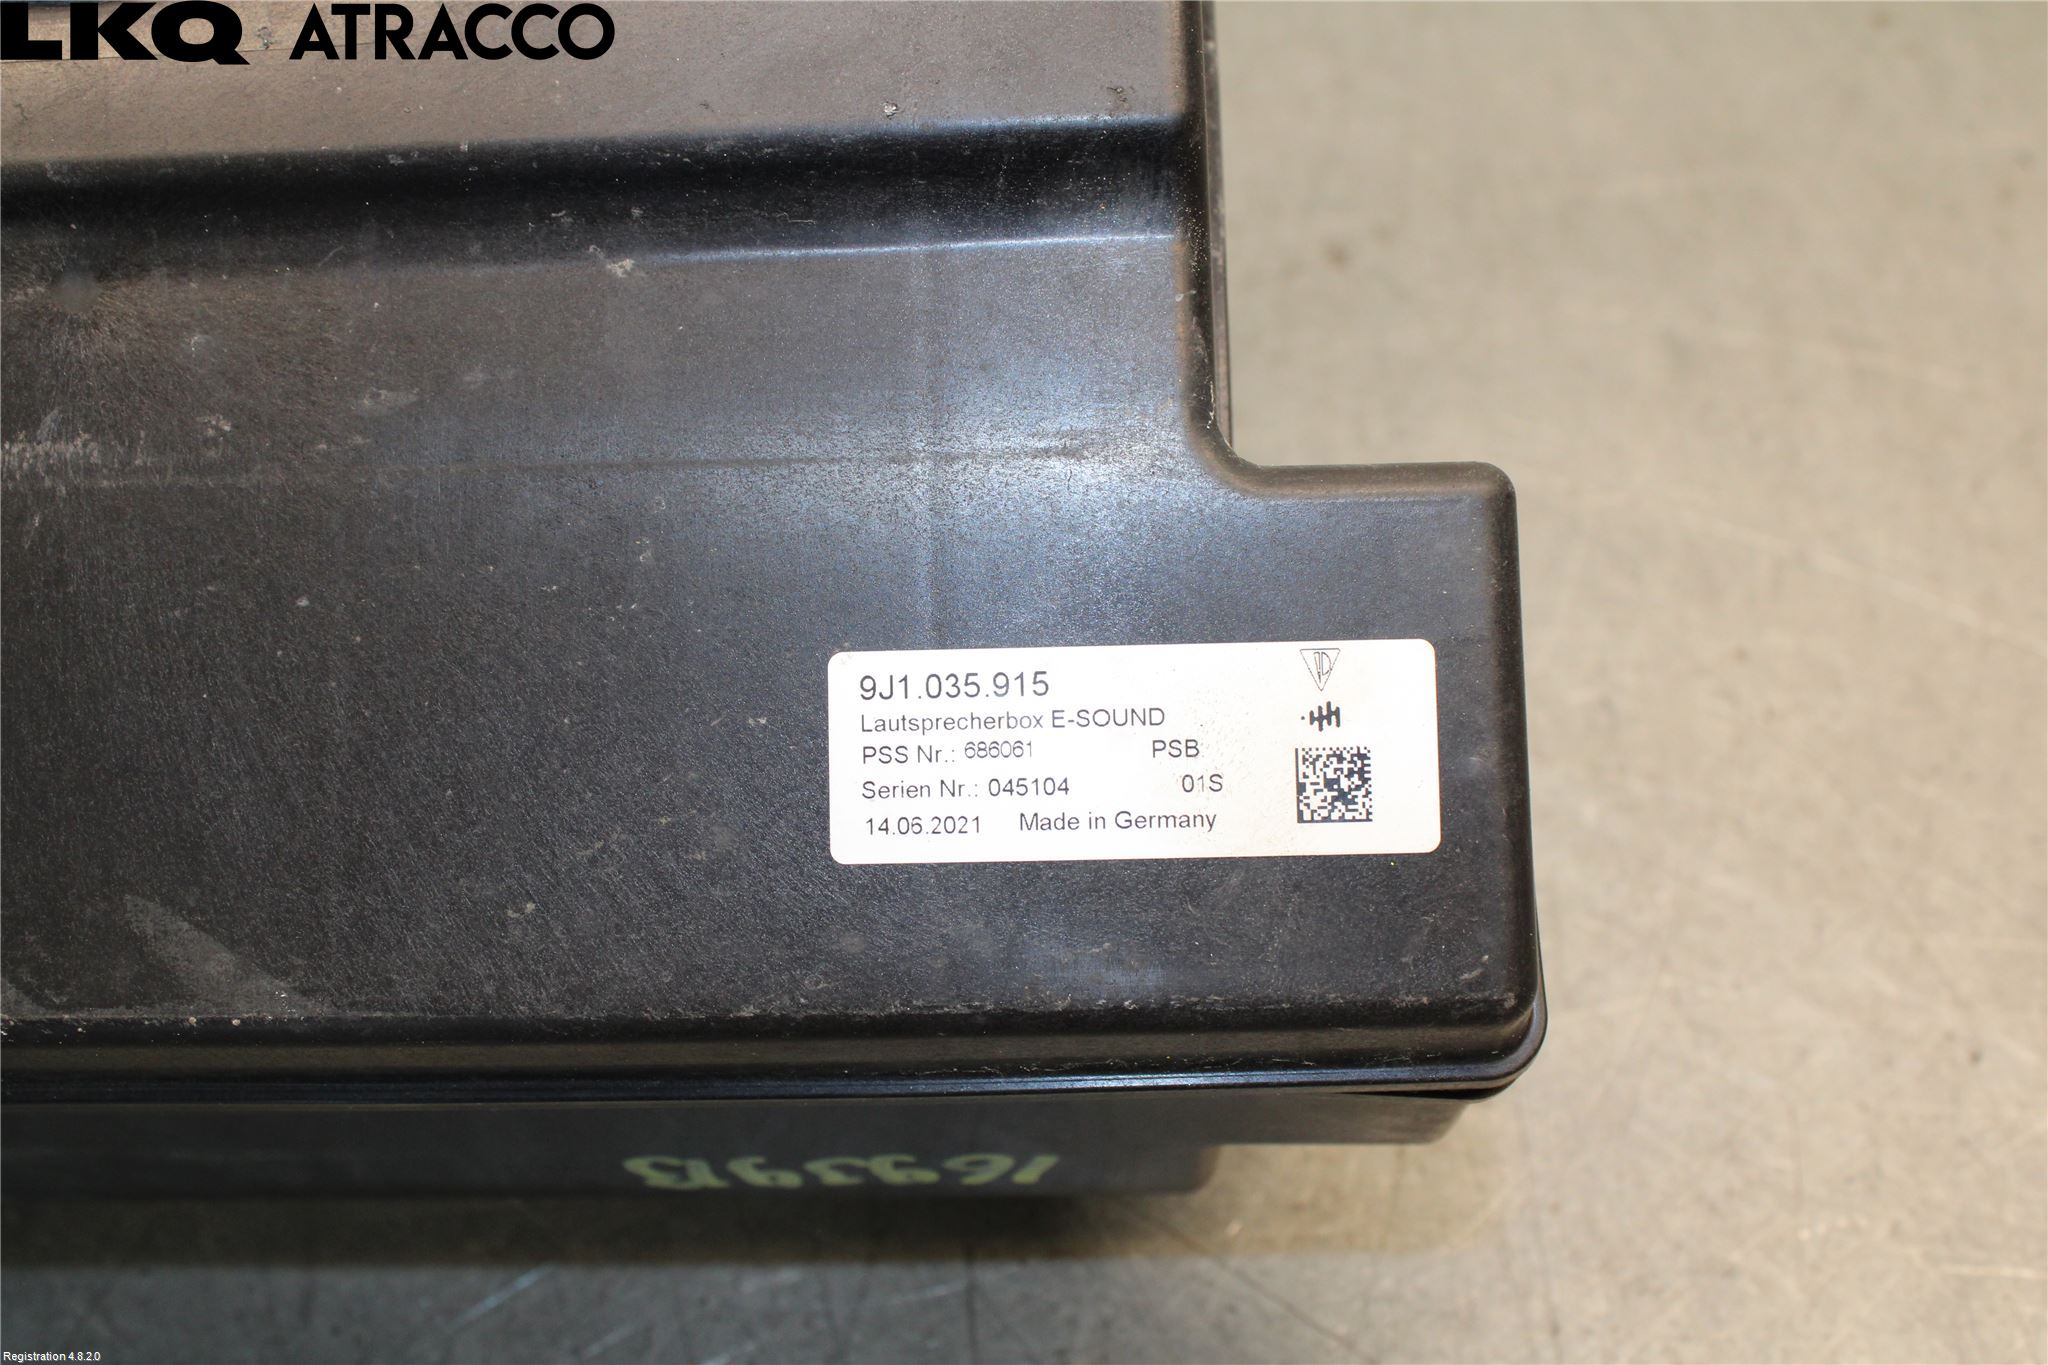 LKQ ATRACCO
9J1.035.915
Lautsprecherbox E-SOUND
PSS Nr.: 686061 PSB
Serien Nr.: 045104 01S
14.06.2021 Made in Germany
Registration 4.8.2.0